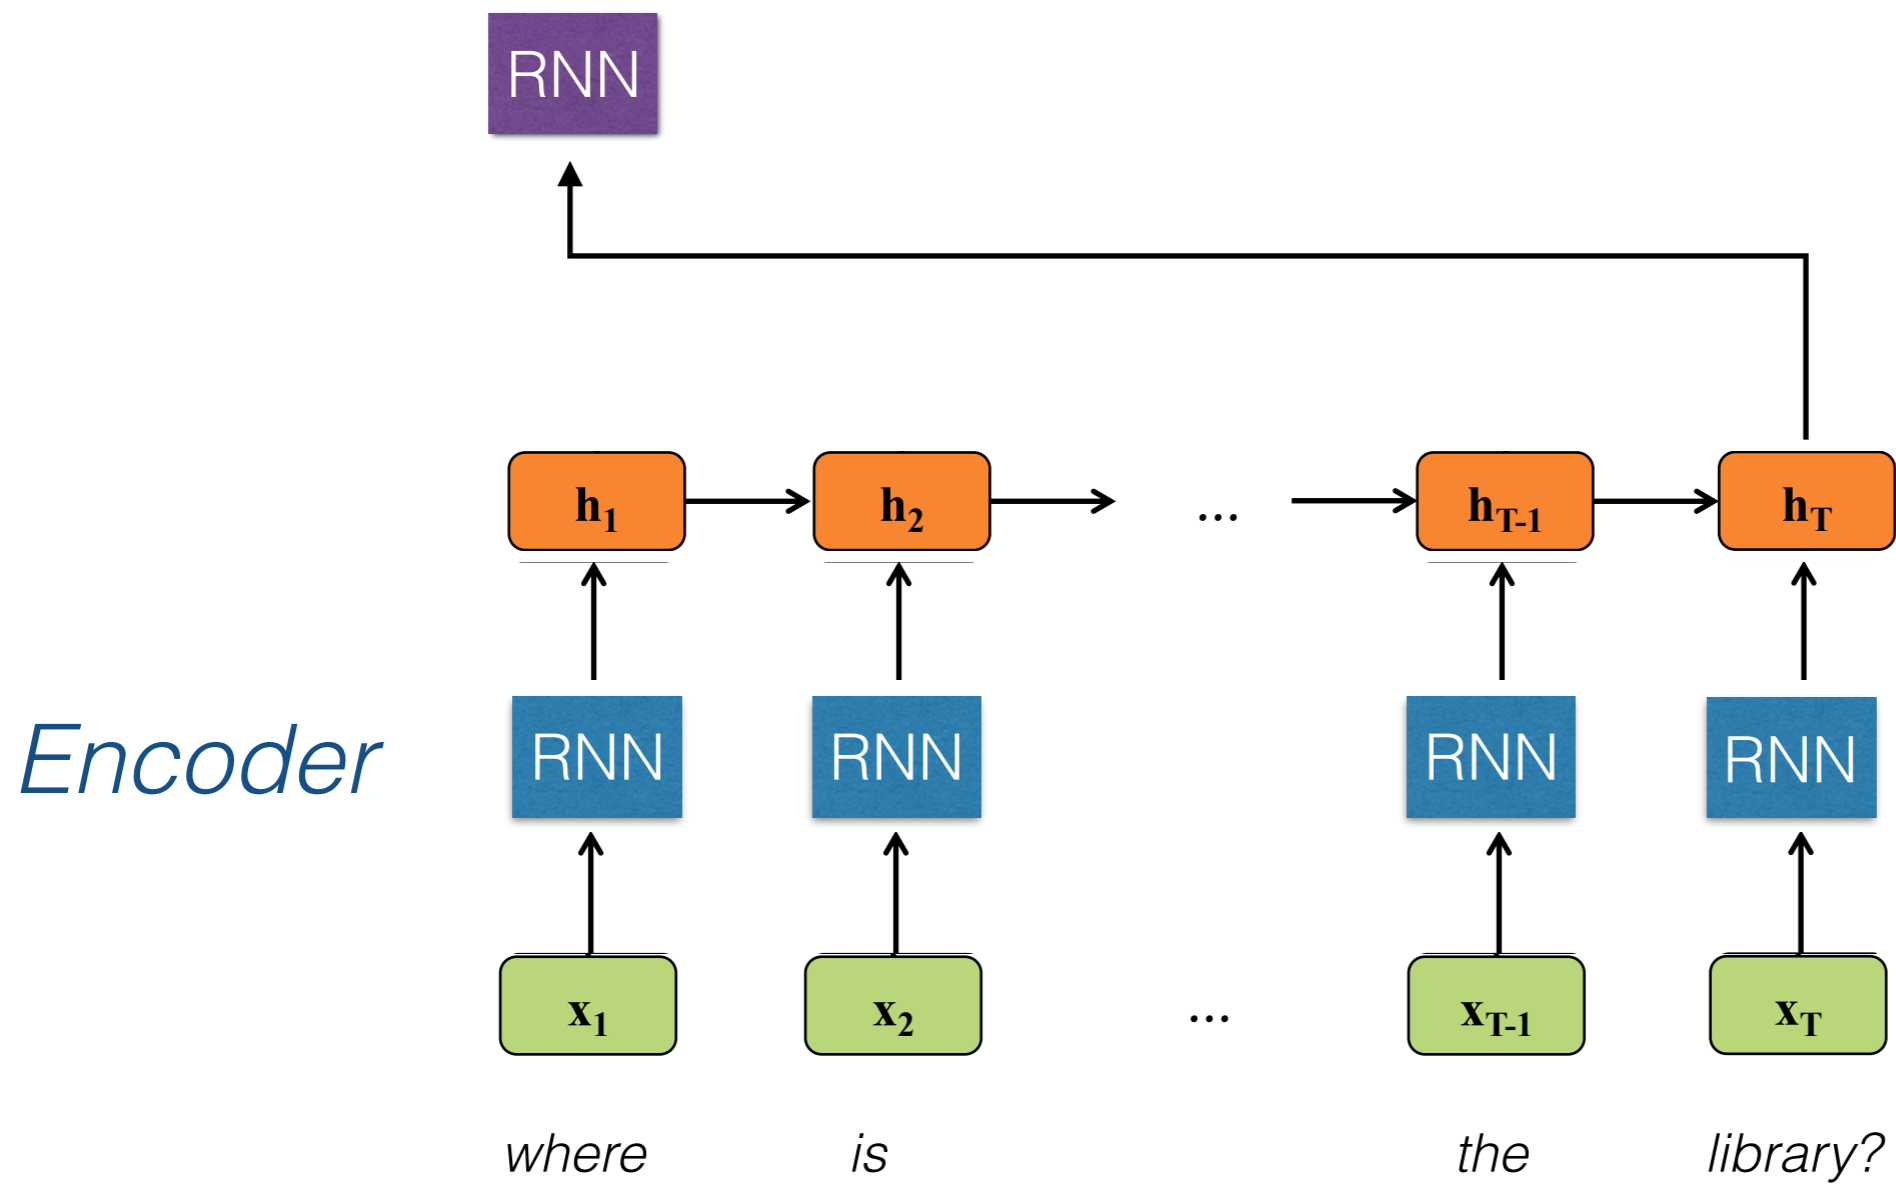 RNN
h1 h2 ... hT-1 hT
Encoder RNN RNN RNN RNN
x1 x2 ... xT-1 xT
where is the library?